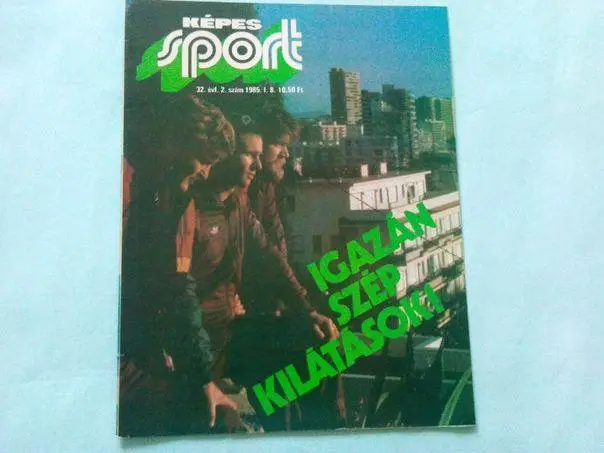 KÉPES
sport
32. évf. 2. szám 1985. I. 8. 10,50 Ft
IGAZÁN
SZÉP
KILÁTÁSOK!